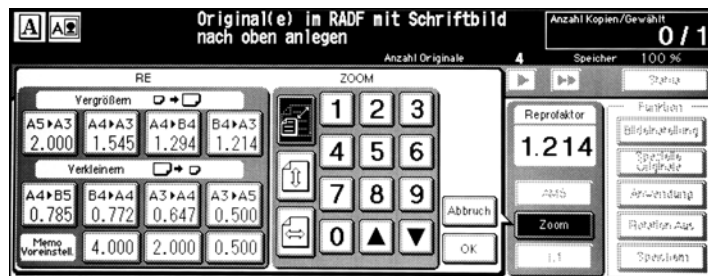 A A
Original(e) im RADF mit Schriftbild
nach oben anlegen
Anzahl Kopien/Gewählt
0 / 1
Anzahl Originale 4 Speicher 100 %
RE
Vergrößern
A5▸A3 A4▸A3 A4▸B4 B4▸A3
2.000 1.545 1.294 1.214
Verkleinern
A4▸B5 B4▸A4 A3▸A4 A3▸A5
0.785 0.772 0.647 0.500
Memo
Voreinstell. 4.000 2.000 0.500
ZOOM
1 2 3
4 5 6
7 8 9
0
Abbruch
OK
Status
Reprofaktor
1.214
AMS
Zoom
1.1
Funktion
Bildeinstellung
Spezielle
Originale
Anwendung
Rotation Aus
Speichern